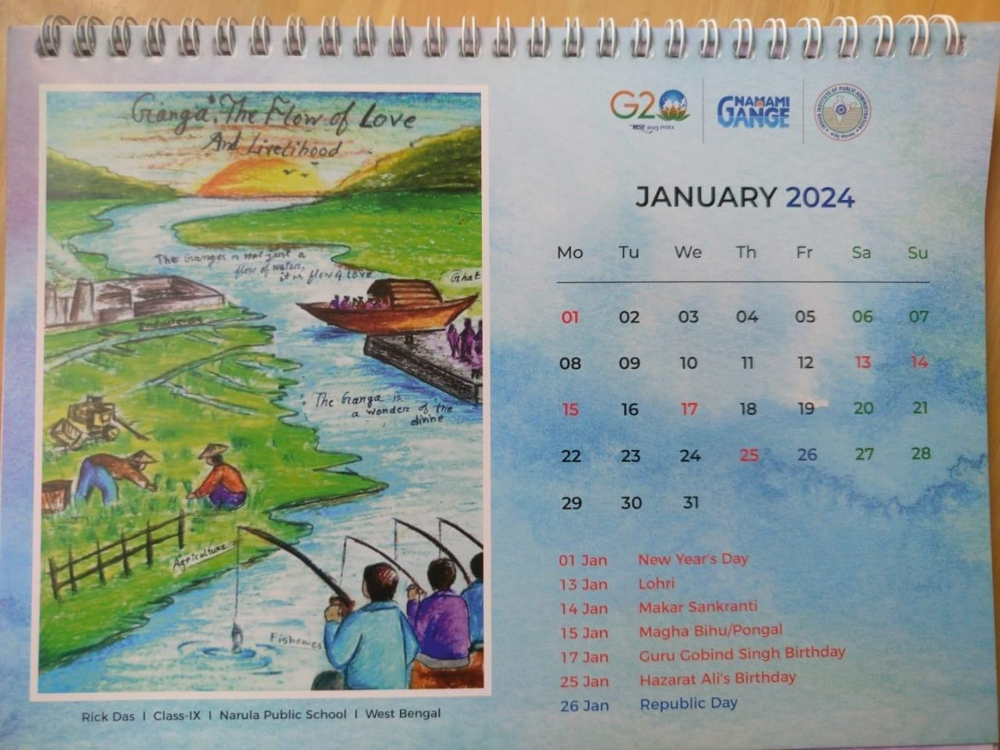 Ganga: The Flow of Love
And Livelihood
The Ganges is not just a
flow of water,
it is flow of love
Ghat
Industries
The Ganga is
a wonder of the
divine
Agriculture
Fisheries
Rick Das I Class-IX I Narula Public School I West Bengal
G20
2023 INDIA
NAMAMI
GANGE
INDIAN INSTITUTE OF PUBLIC ADMINISTRATION
JANUARY 2024
Mo Tu We Th Fr Sa Su
01 02 03 04 05 06 07
08 09 10 11 12 13 14
15 16 17 18 19 20 21
22 23 24 25 26 27 28
29 30 31
01 Jan New Year's Day
13 Jan Lohri
14 Jan Makar Sankranti
15 Jan Magha Bihu/Pongal
17 Jan Guru Gobind Singh Birthday
25 Jan Hazarat Ali's Birthday
26 Jan Republic Day